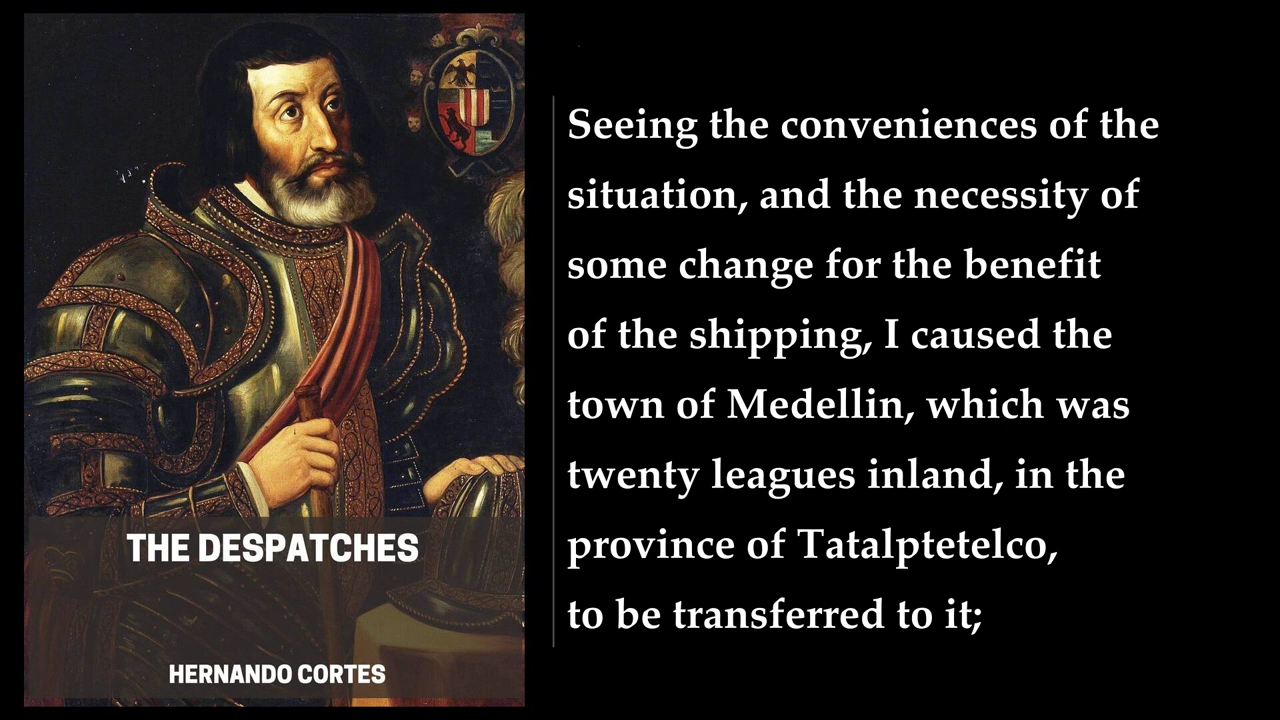 THE DESPATCHES
HERNANDO CORTES
Seeing the conveniences of the
situation, and the necessity of
some change for the benefit
of the shipping, I caused the
town of Medellin, which was
twenty leagues inland, in the
province of Tatalptetelco,
to be transferred to it;